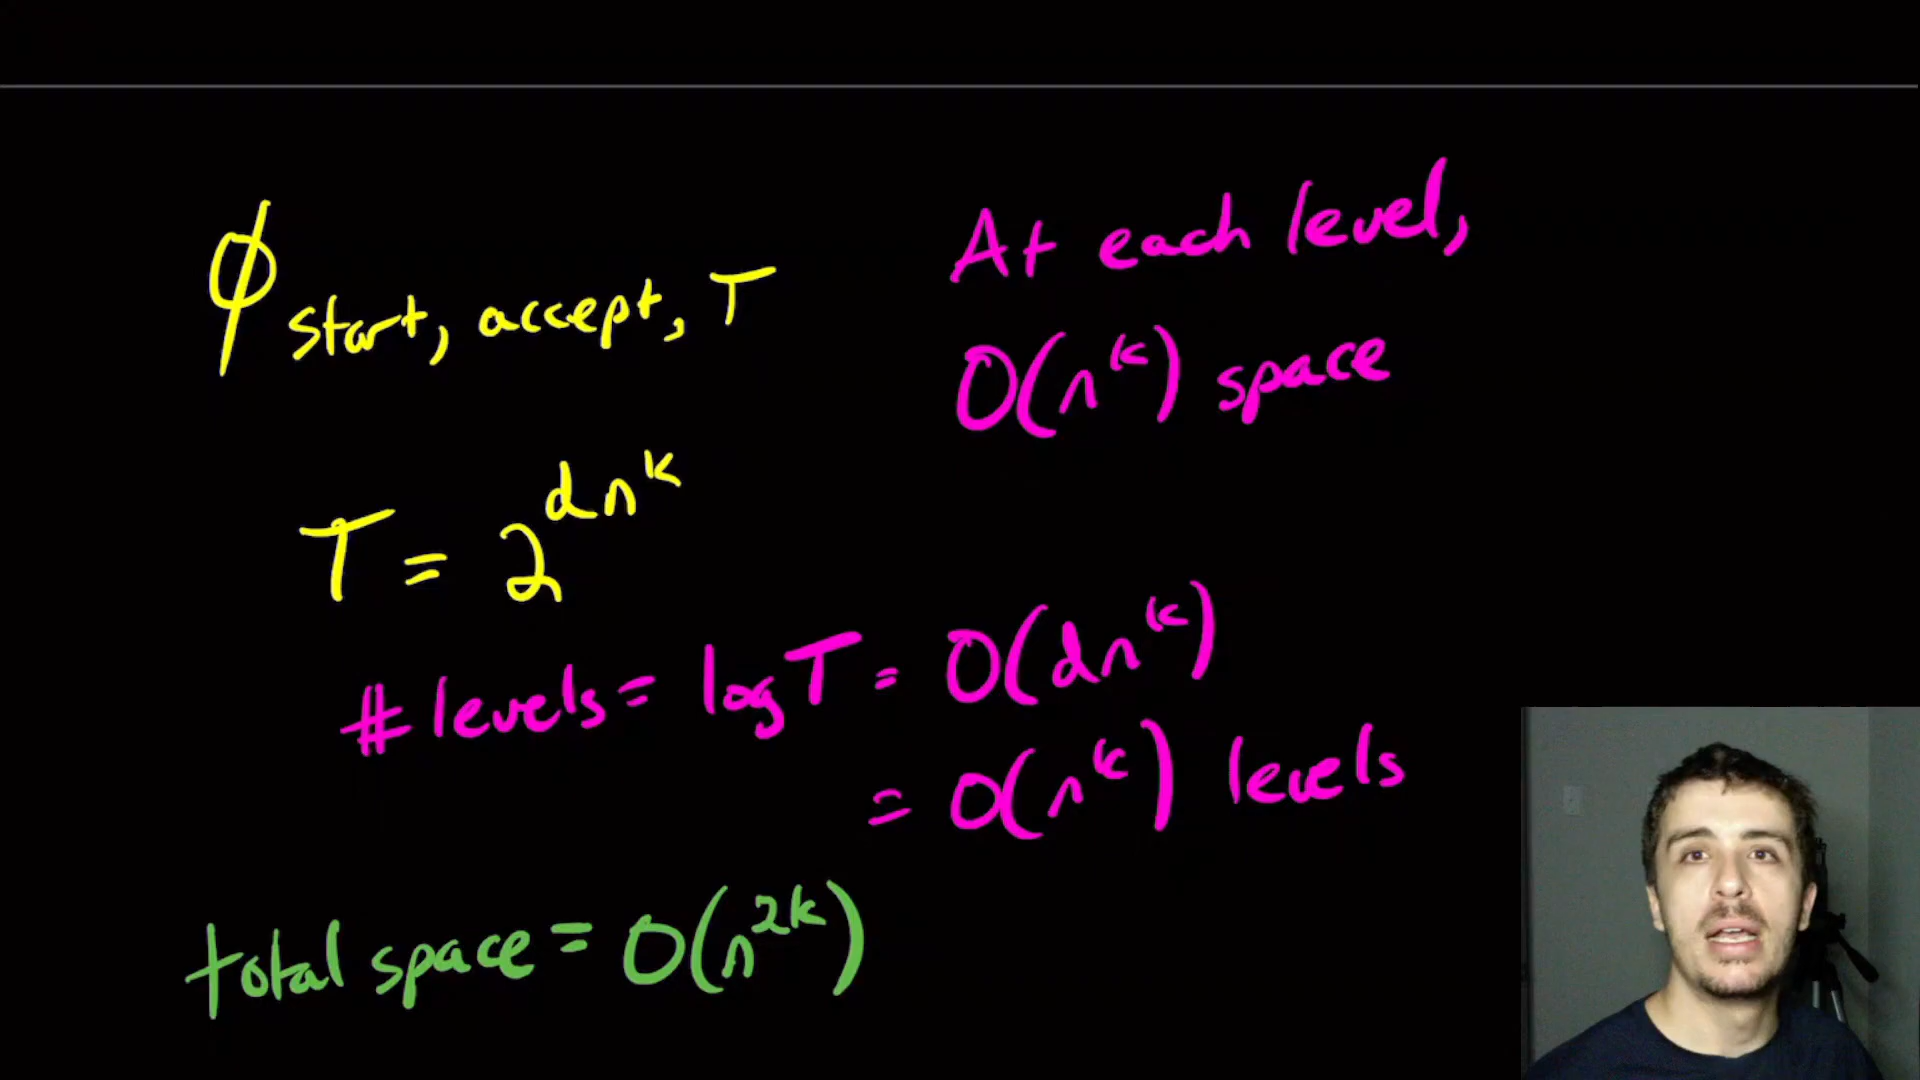 ϕ start, accept, T
At each level,
O(n^k) space
T = 2^{dn^k}
# levels = log T = O(dn^k)
= O(n^k) levels
total space = O(n^{2k})